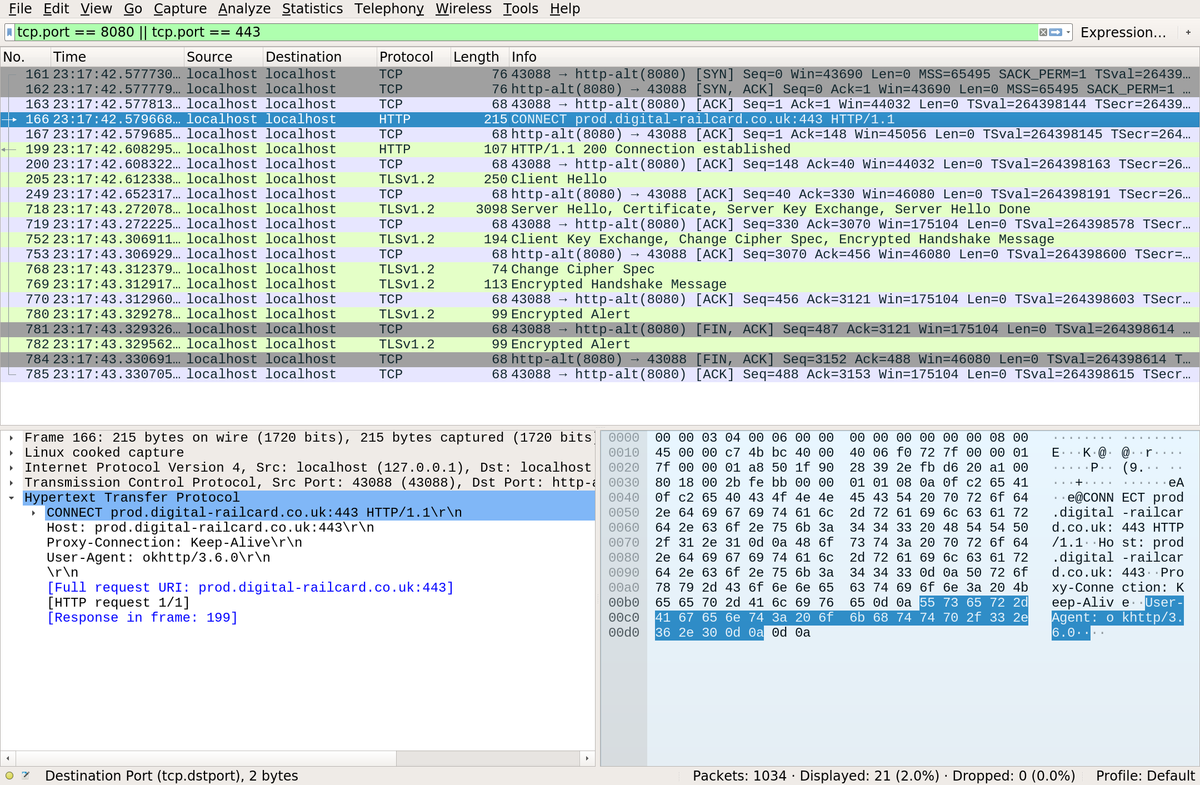 File Edit View Go Capture Analyze Statistics Telephony Wireless Tools Help
tcp.port == 8080 || tcp.port == 443 Expression… +
No. Time Source Destination Protocol Length Info
161 23:17:42.577730… localhost localhost TCP 76 43088 → http-alt(8080) [SYN] Seq=0 Win=43690 Len=0 MSS=65495 SACK_PERM=1 TSval=26439…
162 23:17:42.577779… localhost localhost TCP 76 http-alt(8080) → 43088 [SYN, ACK] Seq=0 Ack=1 Win=43690 Len=0 MSS=65495 SACK_PERM=1 …
163 23:17:42.577813… localhost localhost TCP 68 43088 → http-alt(8080) [ACK] Seq=1 Ack=1 Win=44032 Len=0 TSval=264398144 TSecr=26439…
166 23:17:42.579668… localhost localhost HTTP 215 CONNECT prod.digital-railcard.co.uk:443 HTTP/1.1
167 23:17:42.579685… localhost localhost TCP 68 http-alt(8080) → 43088 [ACK] Seq=1 Ack=148 Win=45056 Len=0 TSval=264398145 TSecr=264…
199 23:17:42.608295… localhost localhost HTTP 107 HTTP/1.1 200 Connection established
200 23:17:42.608322… localhost localhost TCP 68 43088 → http-alt(8080) [ACK] Seq=148 Ack=40 Win=44032 Len=0 TSval=264398163 TSecr=26…
205 23:17:42.612338… localhost localhost TLSv1.2 250 Client Hello
249 23:17:42.652317… localhost localhost TCP 68 http-alt(8080) → 43088 [ACK] Seq=40 Ack=330 Win=46080 Len=0 TSval=264398191 TSecr=26…
718 23:17:43.272078… localhost localhost TLSv1.2 3098 Server Hello, Certificate, Server Key Exchange, Server Hello Done
719 23:17:43.272225… localhost localhost TCP 68 43088 → http-alt(8080) [ACK] Seq=330 Ack=3070 Win=175104 Len=0 TSval=264398578 TSecr…
752 23:17:43.306911… localhost localhost TLSv1.2 194 Client Key Exchange, Change Cipher Spec, Encrypted Handshake Message
753 23:17:43.306929… localhost localhost TCP 68 http-alt(8080) → 43088 [ACK] Seq=3070 Ack=456 Win=46080 Len=0 TSval=264398600 TSecr=…
768 23:17:43.312379… localhost localhost TLSv1.2 74 Change Cipher Spec
769 23:17:43.312917… localhost localhost TLSv1.2 113 Encrypted Handshake Message
770 23:17:43.312960… localhost localhost TCP 68 43088 → http-alt(8080) [ACK] Seq=456 Ack=3121 Win=175104 Len=0 TSval=264398603 TSecr…
780 23:17:43.329278… localhost localhost TLSv1.2 99 Encrypted Alert
781 23:17:43.329326… localhost localhost TCP 68 43088 → http-alt(8080) [FIN, ACK] Seq=487 Ack=3121 Win=175104 Len=0 TSval=264398614 …
782 23:17:43.329562… localhost localhost TLSv1.2 99 Encrypted Alert
784 23:17:43.330691… localhost localhost TCP 68 http-alt(8080) → 43088 [FIN, ACK] Seq=3152 Ack=488 Win=46080 Len=0 TSval=264398614 T…
785 23:17:43.330705… localhost localhost TCP 68 43088 → http-alt(8080) [ACK] Seq=488 Ack=3153 Win=175104 Len=0 TSval=264398615 TSecr…
Frame 166: 215 bytes on wire (1720 bits), 215 bytes captured (1720 bits)
Linux cooked capture
Internet Protocol Version 4, Src: localhost (127.0.0.1), Dst: localhost
Transmission Control Protocol, Src Port: 43088 (43088), Dst Port: http-a
Hypertext Transfer Protocol
CONNECT prod.digital-railcard.co.uk:443 HTTP/1.1\r\n
Host: prod.digital-railcard.co.uk:443\r\n
Proxy-Connection: Keep-Alive\r\n
User-Agent: okhttp/3.6.0\r\n
\r\n
[Full request URI: prod.digital-railcard.co.uk:443]
[HTTP request 1/1]
[Response in frame: 199]
0000 00 00 03 04 00 06 00 00 00 00 00 00 00 00 08 00 ········ ········
0010 45 00 00 c7 4b bc 40 00 40 06 f0 72 7f 00 00 01 E···K·@· @··r····
0020 7f 00 00 01 a8 50 1f 90 28 39 2e fb d6 20 a1 00 ·····P·· (9.·· ··
0030 80 18 00 2b fe bb 00 00 01 01 08 0a 0f c2 65 41 ···+···· ······eA
0040 0f c2 65 40 43 4f 4e 4e 45 43 54 20 70 72 6f 64 ··e@CONN ECT prod
0050 2e 64 69 67 69 74 61 6c 2d 72 61 69 6c 63 61 72 .digital -railcar
0060 64 2e 63 6f 2e 75 6b 3a 34 34 33 20 48 54 54 50 d.co.uk: 443 HTTP
0070 2f 31 2e 31 0d 0a 48 6f 73 74 3a 20 70 72 6f 64 /1.1··Ho st: prod
0080 2e 64 69 67 69 74 61 6c 2d 72 61 69 6c 63 61 72 .digital -railcar
0090 64 2e 63 6f 2e 75 6b 3a 34 34 33 0d 0a 50 72 6f d.co.uk: 443··Pro
00a0 78 79 2d 43 6f 6e 6e 65 63 74 69 6f 6e 3a 20 4b xy-Conne ction: K
00b0 65 65 70 2d 41 6c 69 76 65 0d 0a 55 73 65 72 2d eep-Aliv e··User-
00c0 41 67 65 6e 74 3a 20 6f 6b 68 74 74 70 2f 33 2e Agent: o khttp/3.
00d0 36 2e 30 0d 0a 0d 0a 6.0····
Destination Port (tcp.dstport), 2 bytes Packets: 1034 · Displayed: 21 (2.0%) · Dropped: 0 (0.0%) Profile: Default